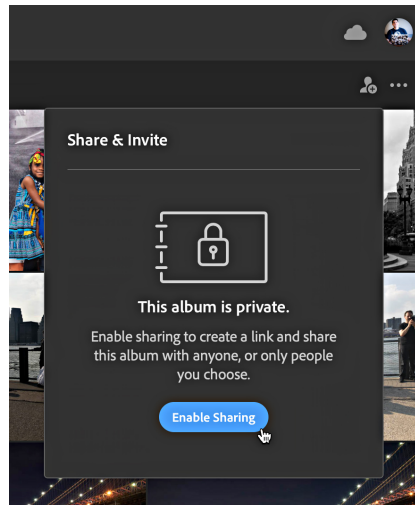 Share & Invite
This album is private.
Enable sharing to create a link and share
this album with anyone, or only people
you choose.
Enable Sharing